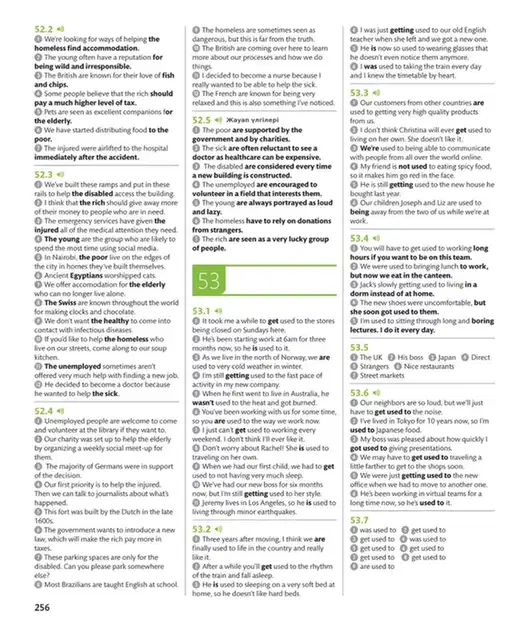 52.2
1 We're looking for ways of helping the
homeless find accommodation.
2 The young often have a reputation for
being wild and irresponsible.
3 The British are known for their love of fish
and chips.
4 Some people believe that the rich should
pay a much higher level of tax.
5 Pets are seen as excellent companions for
the elderly.
6 We have started distributing food to the
poor.
7 The injured were airlifted to the hospital
immediately after the accident.
52.3
1 We've built these ramps and put in these
rails to help the disabled access the building.
2 I think that the rich should give away more
of their money to people who are in need.
3 The emergency services have given the
injured all of the medical attention they need.
4 The young are the group who are likely to
spend the most time using social media.
5 In Nairobi, the poor live on the edges of
the city in homes they've built themselves.
6 Ancient Egyptians worshipped cats.
7 We offer accomodation for the elderly
who can no longer live alone.
8 The Swiss are known throughout the world
for making clocks and chocolate.
9 We don't want the healthy to come into
contact with infectious diseases.
10 If you'd like to help the homeless who
live on our streets, come along to our soup
kitchen.
11 The unemployed sometimes aren't
offered very much help with finding a new job.
12 He decided to become a doctor because
he wanted to help the sick.
52.4
1 Unemployed people are welcome to come
and volunteer at the library if they want to.
2 Our charity was set up to help the elderly
by organizing a weekly social meet-up for
them.
3 The majority of Germans were in support
of the decision.
4 Our first priority is to help the injured.
Then we can talk to journalists about what's
happened.
5 This fort was built by the Dutch in the late
1600s.
6 The government wants to introduce a new
law, which will make the rich pay more in
taxes.
7 These parking spaces are only for the
disabled. Can you please park somewhere
else?
8 Most Brazilians are taught English at school.
9 The homeless are sometimes seen as
dangerous, but this is far from the truth.
10 The British are coming over here to learn
more about our processes and how we do
things.
11 I decided to become a nurse because I
really wanted to be able to help the sick.
12 The French are known for being very
relaxed and this is also something I've noticed.
52.5 Жауап үлгілері
1 The poor are supported by the
government and by charities.
2 The sick are often reluctant to see a
doctor as healthcare can be expensive.
3 The disabled are considered every time
a new building is constructed.
4 The unemployed are encouraged to
volunteer in a field that interests them.
5 The young are always portrayed as loud
and lazy.
6 The homeless have to rely on donations
from strangers.
7 The rich are seen as a very lucky group
of people.
53
53.1
1 It took me a while to get used to the stores
being closed on Sundays here.
2 He's been starting work at 6am for three
months now, so he is used to it.
3 As we live in the north of Norway, we are
used to very cold weather in winter.
4 I'm still getting used to the fast pace of
activity in my new company.
5 When he first went to live in Australia, he
wasn't used to the heat and got burned.
6 You've been working with us for some time,
so you are used to the way we work now.
7 I just can't get used to working every
weekend. I don't think I'll ever like it.
8 Don't worry about Rachel! She is used to
traveling on her own.
9 When we had our first child, we had to get
used to not having very much sleep.
10 We've had our new boss for six months
now, but I'm still getting used to her style.
11 Jeremy lives in Los Angeles, so he is used to
living through minor earthquakes.
53.2
1 Three years after moving, I think we are
finally used to life in the country and really
like it.
2 After a while you'll get used to the rhythm
of the train and fall asleep.
3 He is used to sleeping on a very soft bed at
home, so he doesn't like hard beds.
4 I was just getting used to our old English
teacher when she left and we got a new one.
5 He is now so used to wearing glasses that
he doesn't even notice them anymore.
6 I was used to taking the train every day
and I knew the timetable by heart.
53.3
1 Our customers from other countries are
used to getting very high quality products
from us.
2 I don't think Christina will ever get used to
living on her own. She doesn't like it.
3 We're used to being able to communicate
with people from all over the world online.
4 My friend is not used to eating spicy food,
so it makes him go red in the face.
5 He is still getting used to the new house he
bought last year.
6 Our children Joseph and Liz are used to
being away from the two of us while we're at
work.
53.4
1 You will have to get used to working long
hours if you want to be on this team.
2 We were used to bringing lunch to work,
but now we eat in the canteen.
3 Jack's slowly getting used to living in a
dorm instead of at home.
4 The new shoes were uncomfortable, but
she soon got used to them.
5 I'm used to sitting through long and boring
lectures. I do it every day.
53.5
1 The UK 2 His boss 3 Japan 4 Direct
5 Strangers 6 Nice restaurants
7 Street markets
53.6
1 Our neighbors are so loud, but we'll just
have to get used to the noise.
2 I've lived in Tokyo for 10 years now, so I'm
used to Japanese food.
3 My boss was pleased about how quickly I
got used to giving presentations.
4 We may have to get used to traveling a
little farther to get to the shops soon.
5 We were just getting used to the new
office when we had to move to another one.
6 He's been working in virtual teams for a
long time now, so he's used to it.
53.7
1 was used to 2 get used to
3 get used to 4 was used to
5 get used to 6 get used to
7 get used to 8 get used to
9 are used to
256